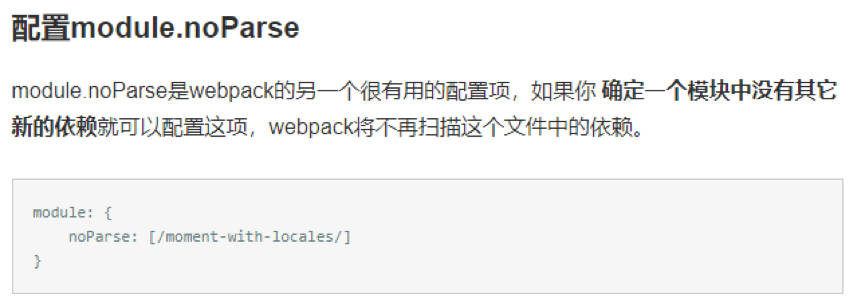 配置module.noParse
module.noParse是webpack的另一个很有用的配置项，如果你 确定一个模块中没有其它
新的依赖就可以配置这项，webpack将不再扫描这个文件中的依赖。
module: {
    noParse: [/moment-with-locales/]
}